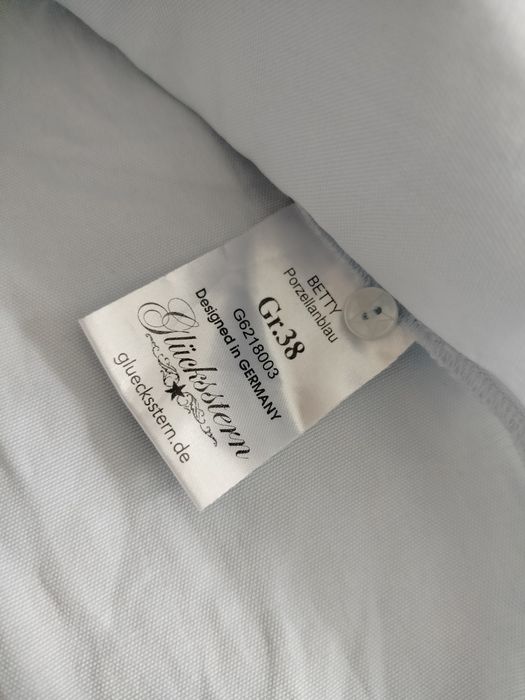 BETTY
Porzellanblau
Gr.38
G6218003
Designed in GERMANY
Glücksstern
gluecksstern.de